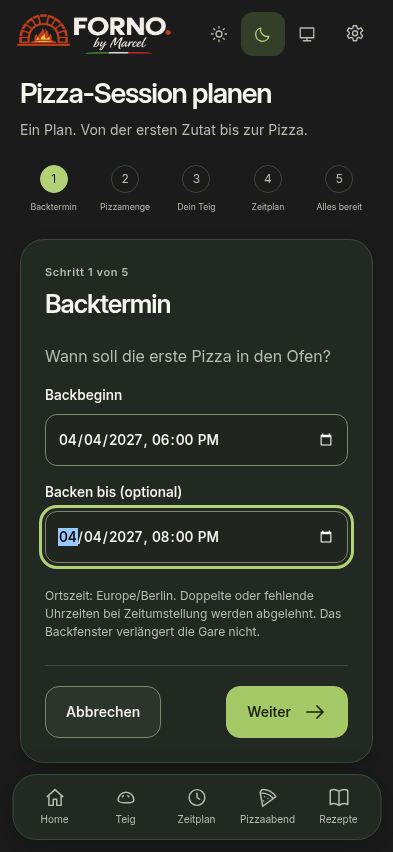 FORNO.
by Marcel
Pizza-Session planen
Ein Plan. Von der ersten Zutat bis zur Pizza.
1 2 3 4 5
Backtermin Pizzamenge Dein Teig Zeitplan Alles bereit
Schritt 1 von 5
Backtermin
Wann soll die erste Pizza in den Ofen?
Backbeginn
04/04/2027, 06:00 PM
Backen bis (optional)
04/04/2027, 08:00 PM
Ortszeit: Europe/Berlin. Doppelte oder fehlende
Uhrzeiten bei Zeitumstellung werden abgelehnt. Das
Backfenster verlängert die Gare nicht.
Abbrechen Weiter
Home Teig Zeitplan Pizzaabend Rezepte